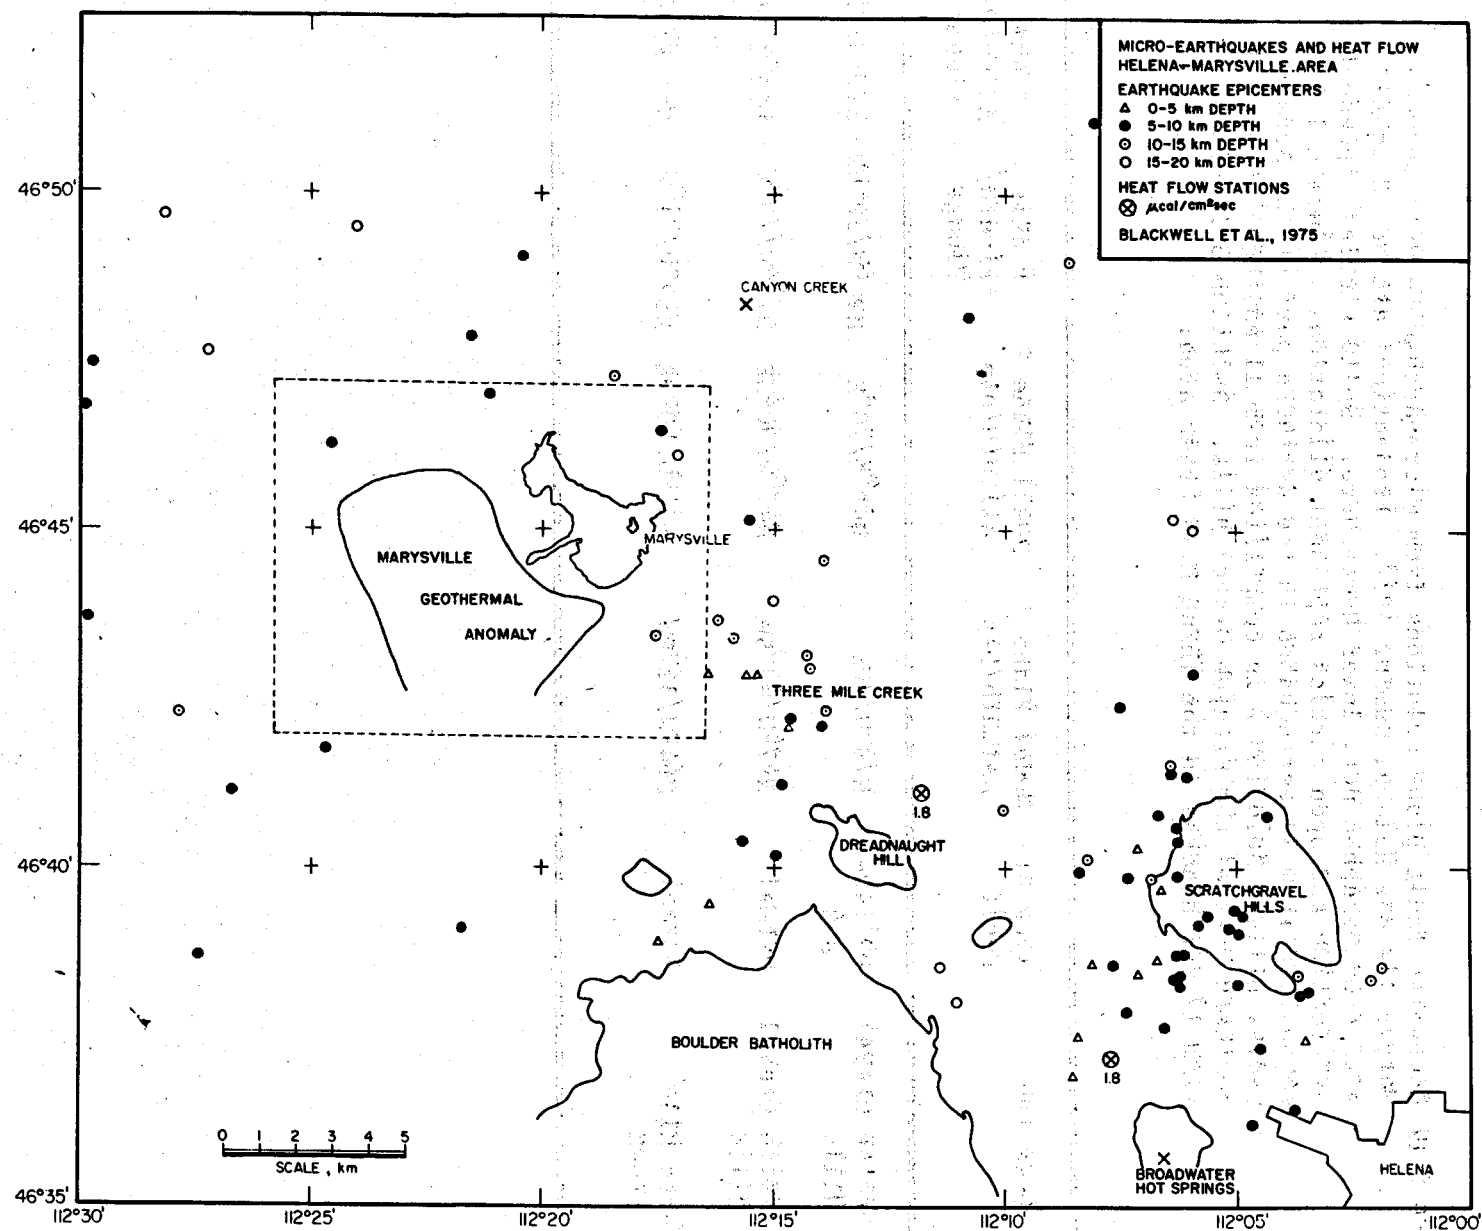 MICRO-EARTHQUAKES AND HEAT FLOW
HELENA-MARYSVILLE AREA
EARTHQUAKE EPICENTERS
0-5 km DEPTH
5-10 km DEPTH
10-15 km DEPTH
15-20 km DEPTH
HEAT FLOW STATIONS
μcal/cm²sec
BLACKWELL ET AL., 1975
46°50'
CANYON CREEK
46°45'
MARYSVILLE
MARYSVILLE
GEOTHERMAL
ANOMALY
THREE MILE CREEK
1.8
DREADNAUGHT
HILL
46°40'
SCRATCHGRAVEL
HILLS
BOULDER BATHOLITH
1.8
0 1 2 3 4 5
SCALE, km
BROADWATER
HOT SPRINGS
HELENA
46°35'
112°30' 112°25' 112°20' 112°15' 112°10' 112°05' 112°00'